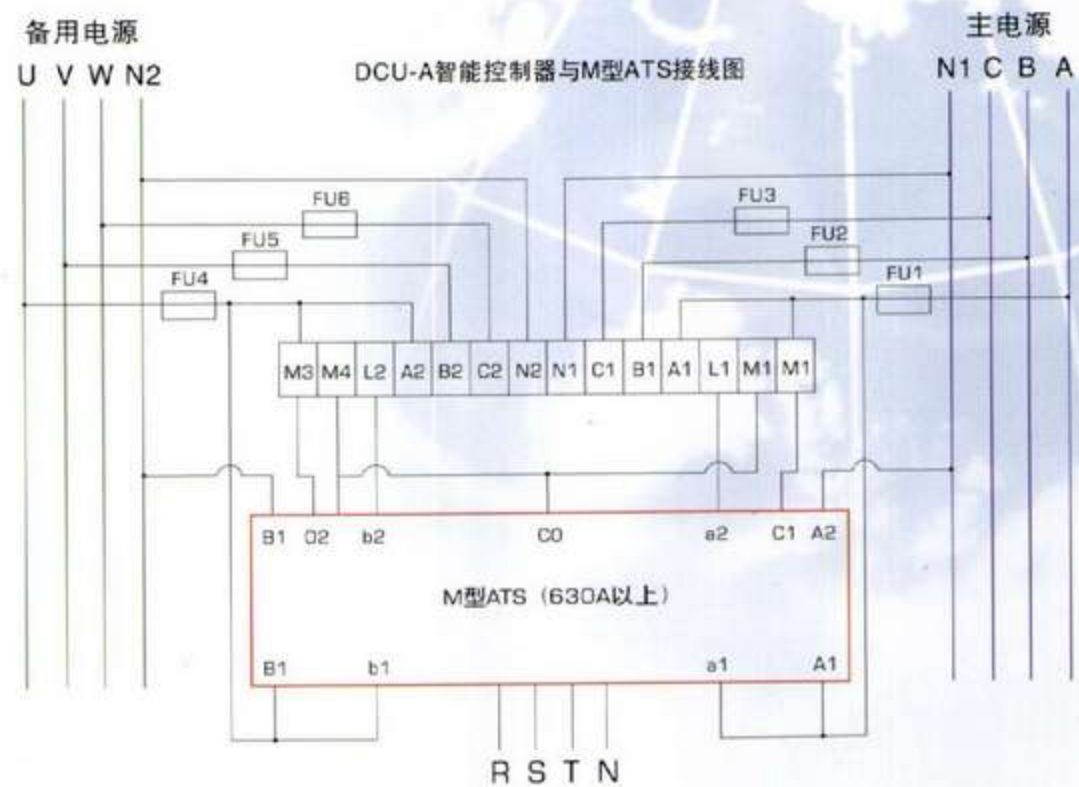 备用电源
主电源
U V W N2
DCU-A智能控制器与M型ATS接线图
N1 C B A
FU6
FU3
FU5
FU2
FU4
FU1
M3 M4 L2 A2 B2 C2 N2 N1 C1 B1 A1 L1 M1 M1
B1 02 b2 CO a2 C1 A2
M型ATS（630A以上）
B1 b1 a1 A1
R S T N